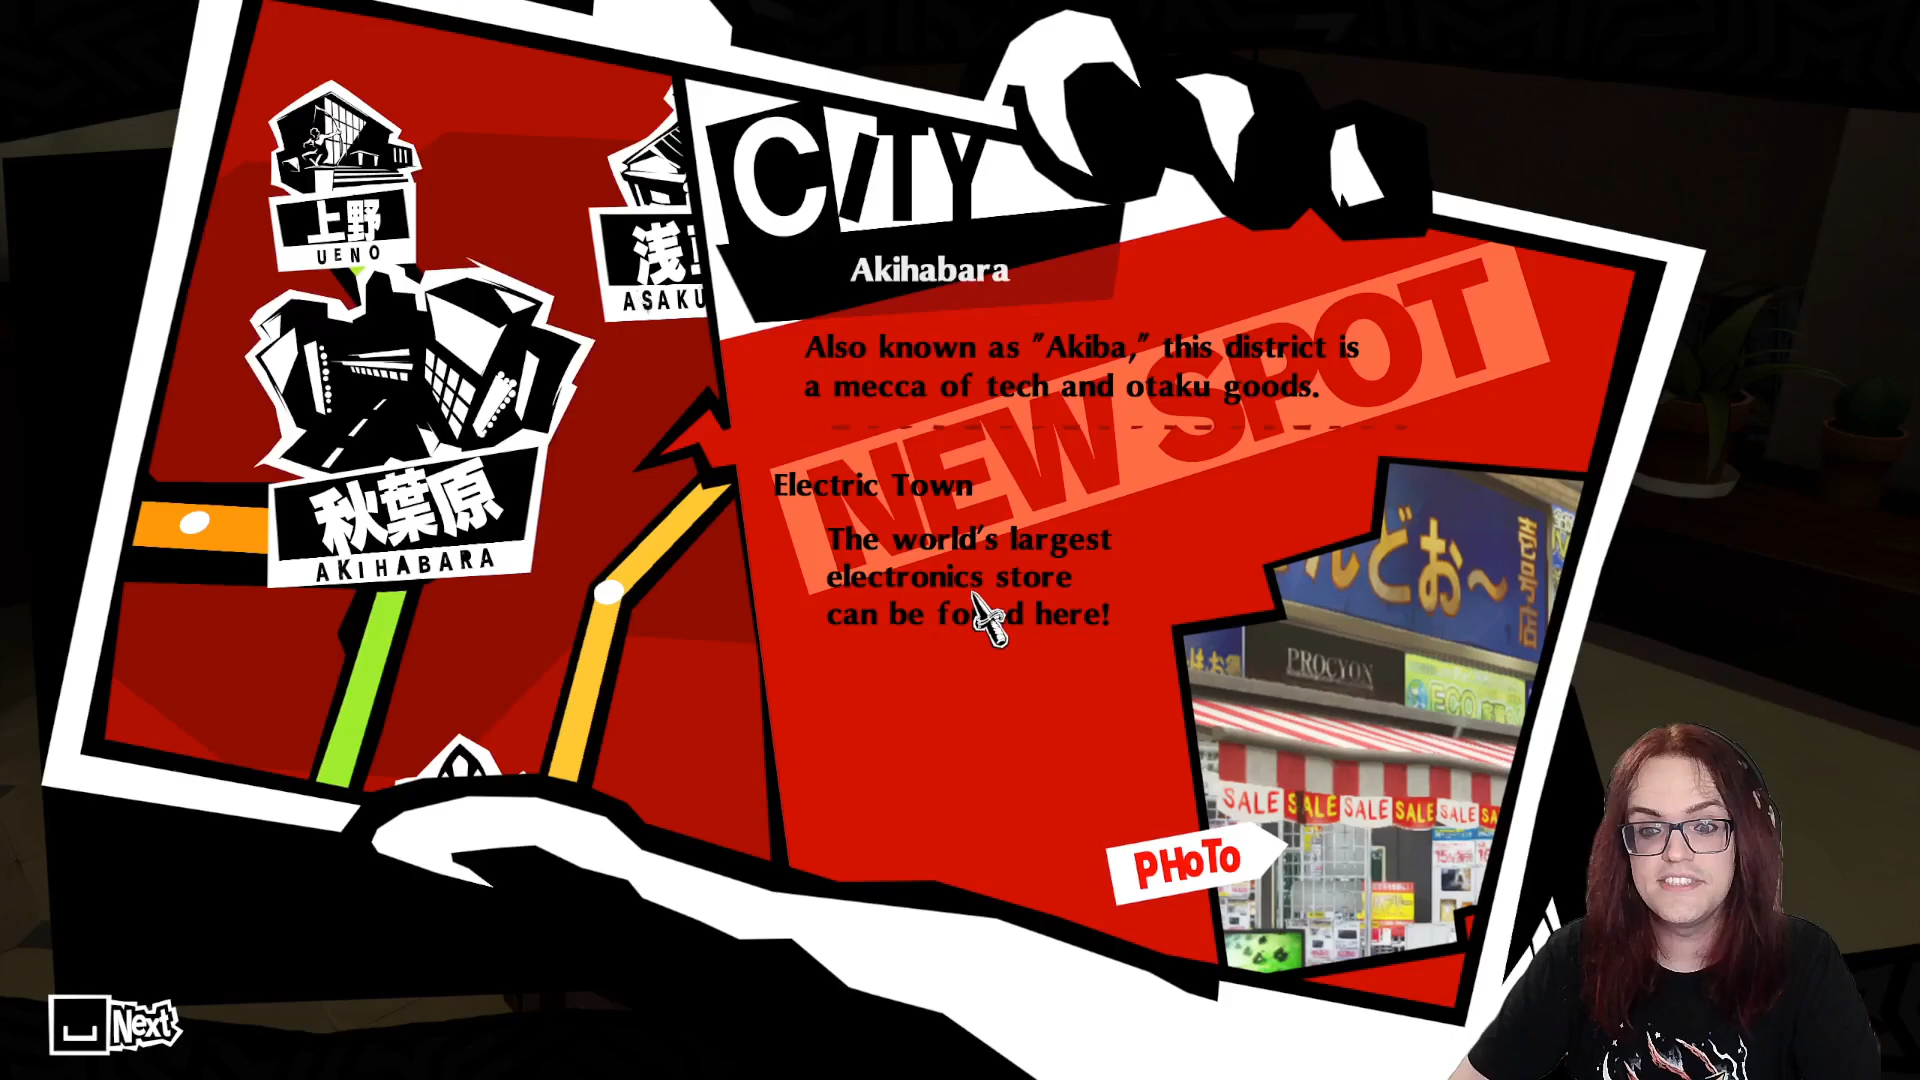 上野
UENO
浅
ASAKU
秋葉原
AKIHABARA
CITY
Akihabara
NEW SPOT
Also known as "Akiba," this district is
a mecca of tech and otaku goods.
Electric Town
The world's largest
electronics store
can be found here!
んどお~
PROCYON
ECO
SALE SALE SALE SALE SALE SA
PHOTO
Next